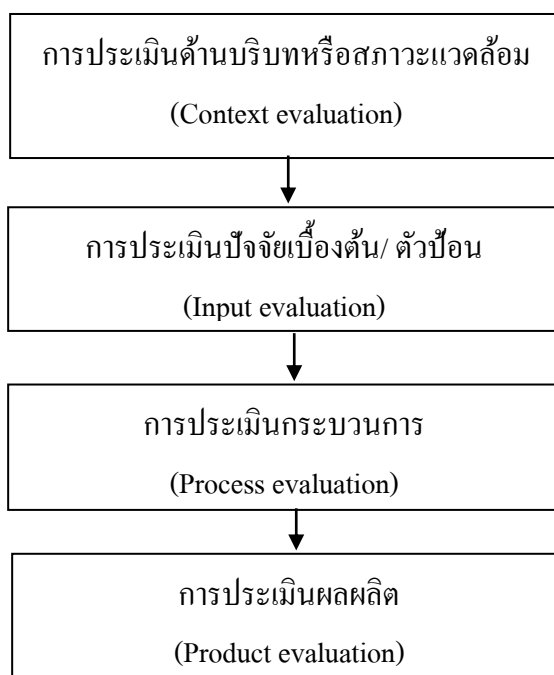 การประเมินด้านบริบทหรือสภาวะแวดล้อม
(Context evaluation)
การประเมินปัจจัยเบื้องต้น/ ตัวป้อน
(Input evaluation)
การประเมินกระบวนการ
(Process evaluation)
การประเมินผลผลิต
(Product evaluation)